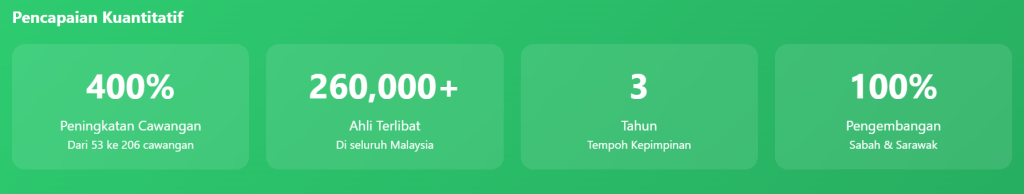 Pencapaian Kuantitatif
400%
Peningkatan Cawangan
Dari 53 ke 206 cawangan
260,000+
Ahli Terlibat
Di seluruh Malaysia
3
Tahun
Tempoh Kepimpinan
100%
Pengembangan
Sabah & Sarawak